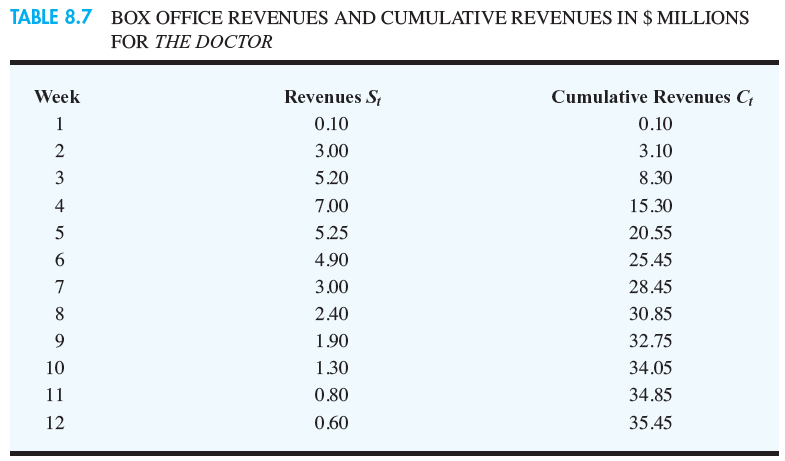 TABLE 8.7 BOX OFFICE REVENUES AND CUMULATIVE REVENUES IN $ MILLIONS
FOR THE DOCTOR
Week Revenues St Cumulative Revenues Ct
1 0.10 0.10
2 3.00 3.10
3 5.20 8.30
4 7.00 15.30
5 5.25 20.55
6 4.90 25.45
7 3.00 28.45
8 2.40 30.85
9 1.90 32.75
10 1.30 34.05
11 0.80 34.85
12 0.60 35.45